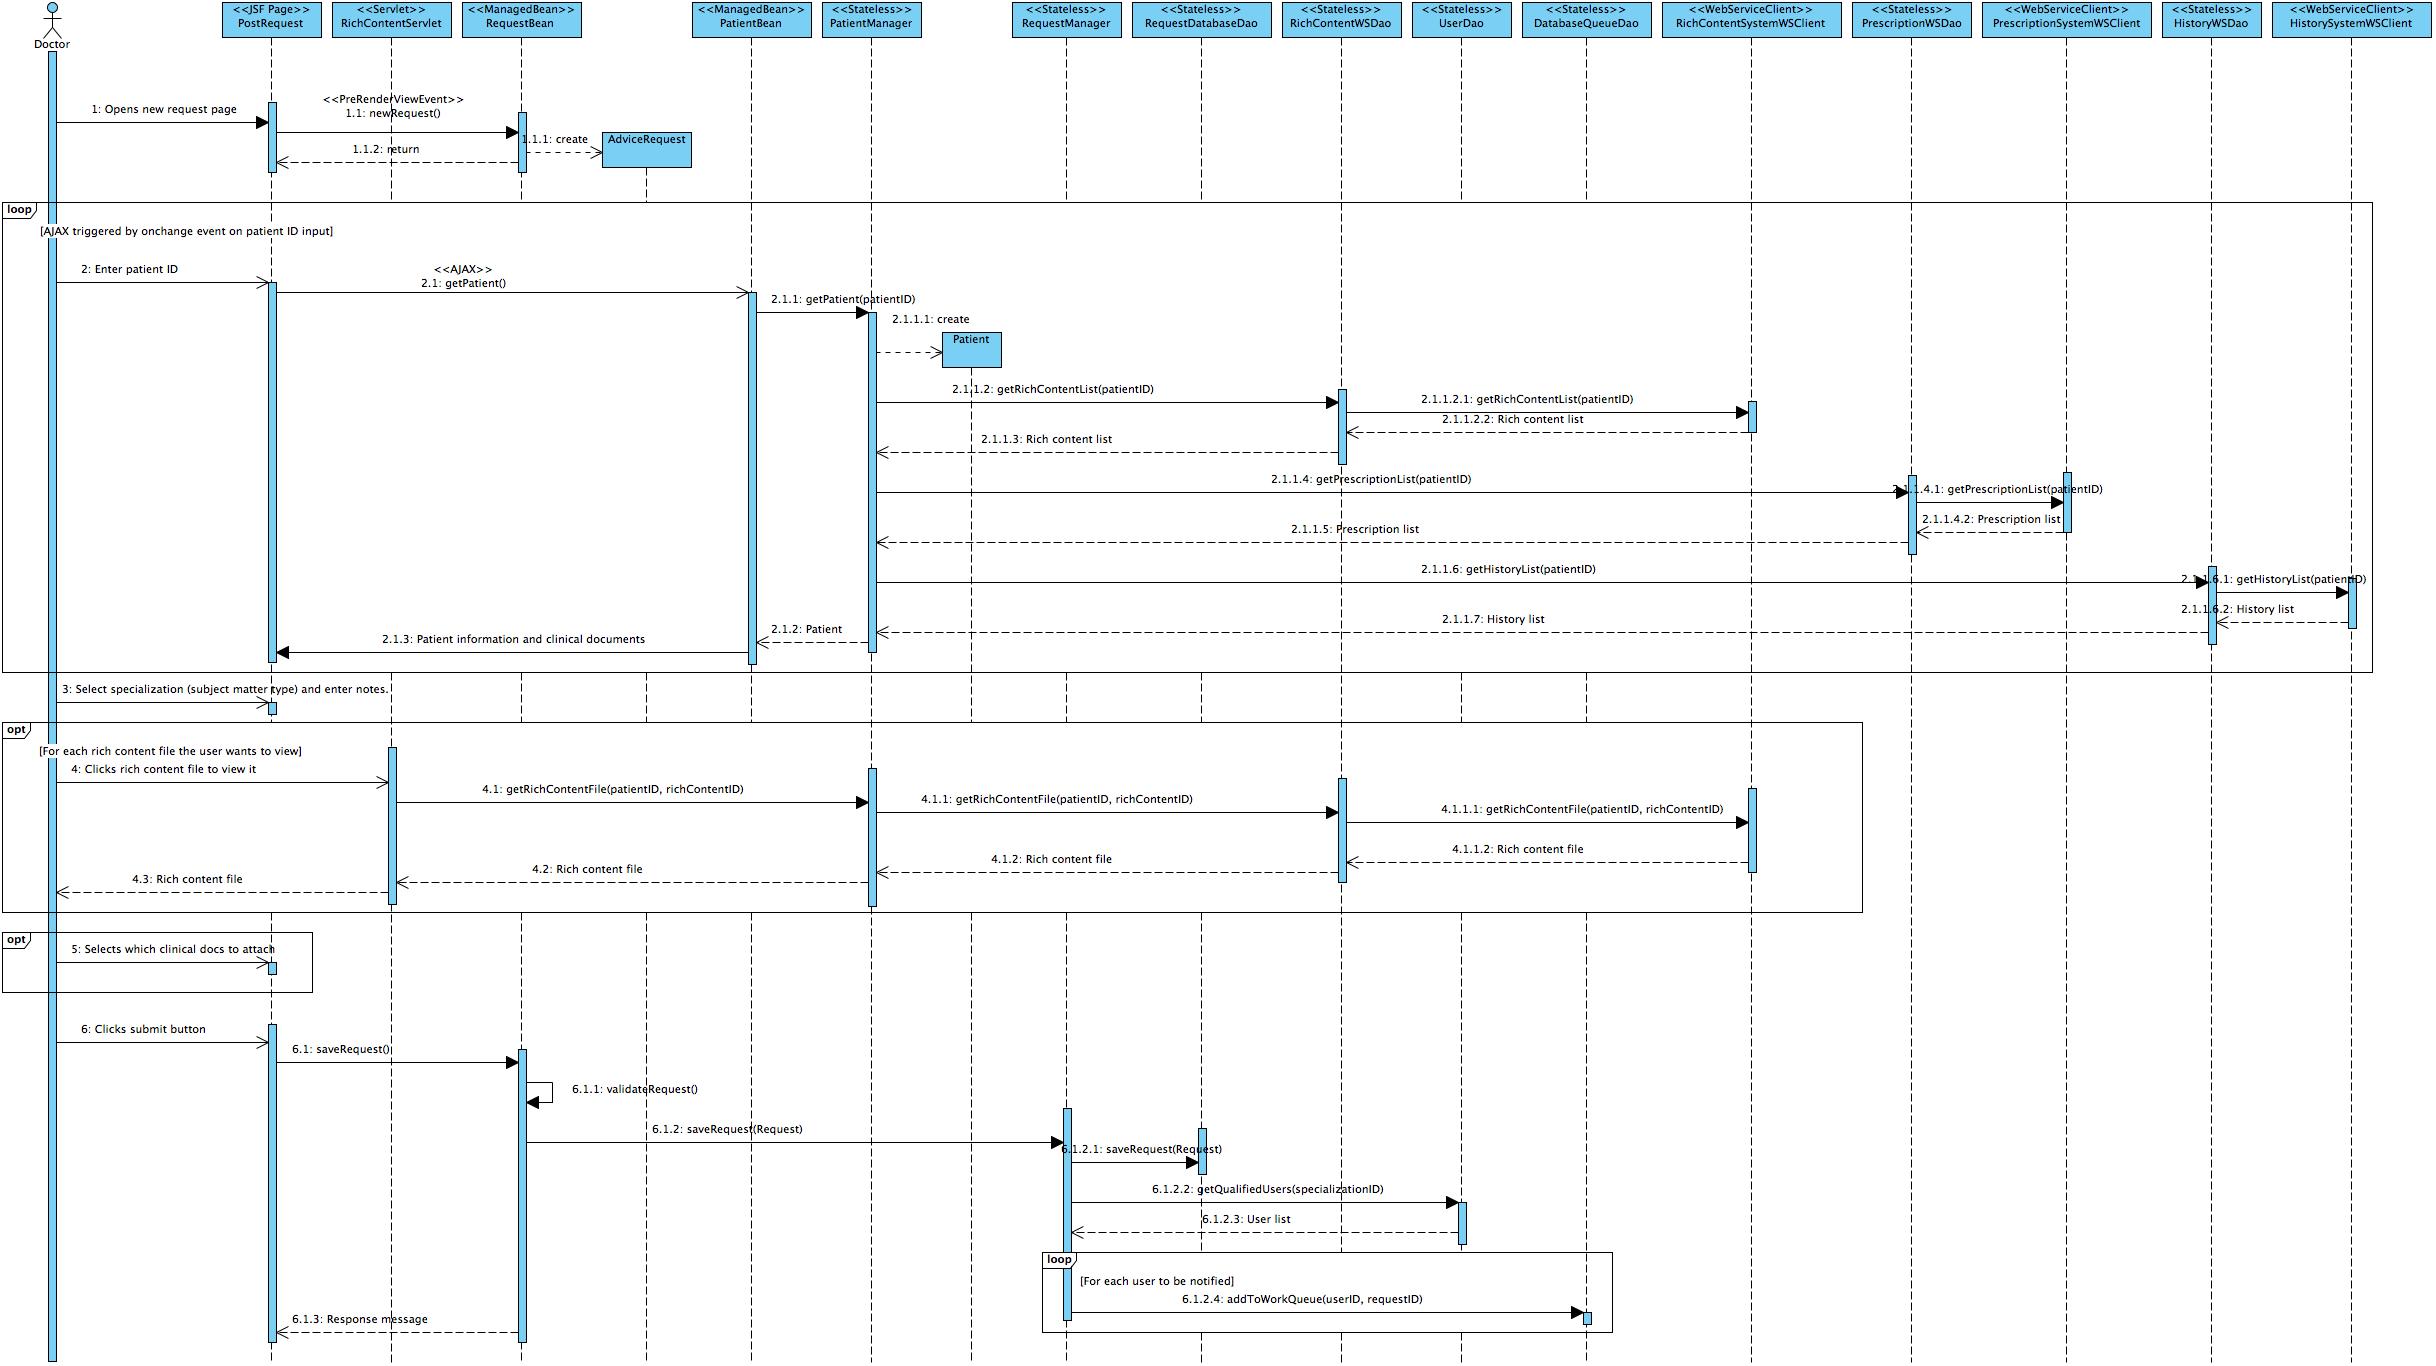 <<JSF Page>>
PostRequest
<<Servlet>>
RichContentServlet
<<ManagedBean>>
RequestBean
<<ManagedBean>>
PatientBean
<<Stateless>>
PatientManager
<<Stateless>>
RequestManager
<<Stateless>>
RequestDatabaseDao
<<Stateless>>
RichContentWSDao
<<Stateless>>
UserDao
<<Stateless>>
DatabaseQueueDao
<<WebServiceClient>>
RichContentSystemWSClient
<<Stateless>>
PrescriptionWSDao
<<WebServiceClient>>
PrescriptionSystemWSClient
<<Stateless>>
HistoryWSDao
<<WebServiceClient>>
HistorySystemWSClient
Doctor
1: Opens new request page
<<PreRenderViewEvent>>
1.1: newRequest()
1.1.1: create
AdviceRequest
1.1.2: return
loop
[AJAX triggered by onchange event on patient ID input]
2: Enter patient ID
<<AJAX>>
2.1: getPatient()
2.1.1: getPatient(patientID)
2.1.1.1: create
Patient
2.1.1.2: getRichContentList(patientID)
2.1.1.2.1: getRichContentList(patientID)
2.1.1.2.2: Rich content list
2.1.1.3: Rich content list
2.1.1.4: getPrescriptionList(patientID)
2.1.1.4.1: getPrescriptionList(patientID)
2.1.1.4.2: Prescription list
2.1.1.5: Prescription list
2.1.1.6: getHistoryList(patientID)
2.1.1.6.1: getHistoryList(patientID)
2.1.1.6.2: History list
2.1.1.7: History list
2.1.2: Patient
2.1.3: Patient information and clinical documents
3: Select specialization (subject matter type) and enter notes.
opt
[For each rich content file the user wants to view]
4: Clicks rich content file to view it
4.1: getRichContentFile(patientID, richContentID)
4.1.1: getRichContentFile(patientID, richContentID)
4.1.1.1: getRichContentFile(patientID, richContentID)
4.1.1.2: Rich content file
4.1.2: Rich content file
4.2: Rich content file
4.3: Rich content file
opt
5: Selects which clinical docs to attach
6: Clicks submit button
6.1: saveRequest()
6.1.1: validateRequest()
6.1.2: saveRequest(Request)
6.1.2.1: saveRequest(Request)
6.1.2.2: getQualifiedUsers(specializationID)
6.1.2.3: User list
loop
[For each user to be notified]
6.1.2.4: addToWorkQueue(userID, requestID)
6.1.3: Response message